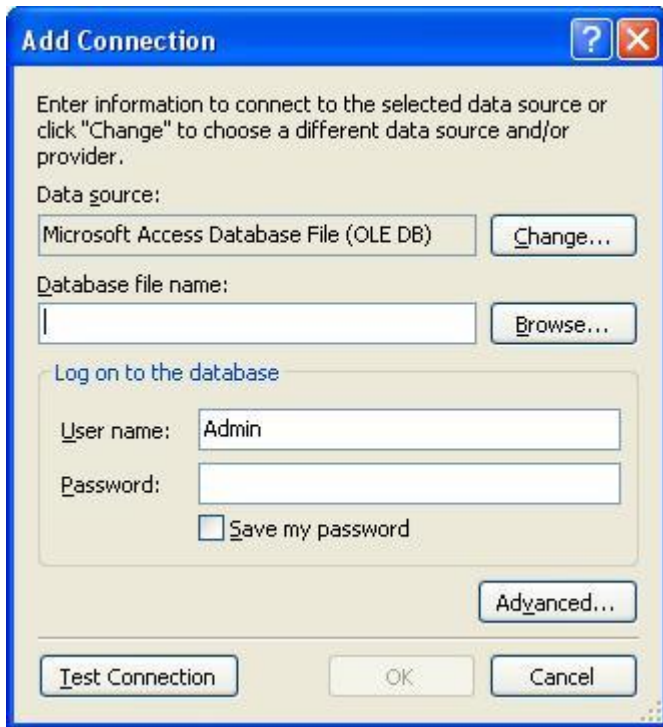 Add Connection
Enter information to connect to the selected data source or
click "Change" to choose a different data source and/or
provider.
Data source:
Microsoft Access Database File (OLE DB)
Change...
Database file name:
Browse...
Log on to the database
User name:
Admin
Password:
Save my password
Advanced...
Test Connection
OK
Cancel